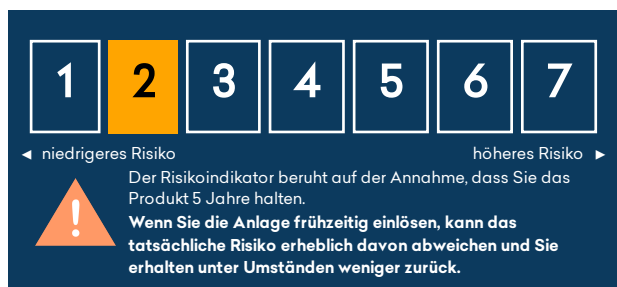 1 2 3 4 5 6 7
◄ niedrigeres Risiko höheres Risiko ►
Der Risikoindikator beruht auf der Annahme, dass Sie das
Produkt 5 Jahre halten.
Wenn Sie die Anlage frühzeitig einlösen, kann das
tatsächliche Risiko erheblich davon abweichen und Sie
erhalten unter Umständen weniger zurück.